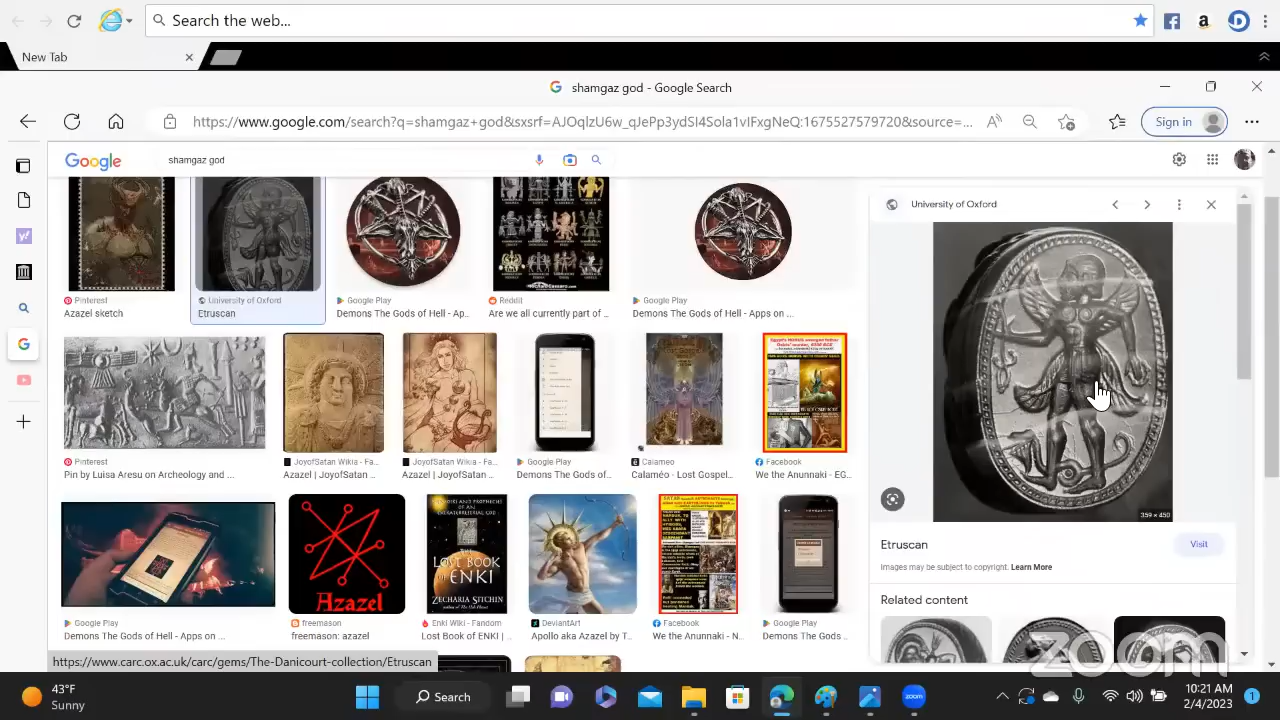 Search the web...
New Tab
shamgaz god - Google Search
https://www.google.com/search?q=shamgaz+god&sxsrf=AJOqlzU6w_qJePp3ydSI4Sola1vIFxgNeQ:1675527579720&source=...
Sign in
Google
shamgaz god
University of Oxford
Pinterest
Azazel sketch
University of Oxford
Etruscan
Google Play
Demons The Gods of Hell - Ap...
Reddit
Are we all currently part of ...
Google Play
Demons The Gods of Hell - Apps on ...
Pinterest
Pin by Luisa Aresu on Archeology and ...
JoyofSatan Wikia - Fa...
Azazel | JoyofSatan ...
JoyofSatan Wikia - Fa...
Azazel | JoyofSatan ...
Google Play
Demons The Gods of...
Calameo
Calaméo - Lost Gospel...
Facebook
We the Anunnaki - EG...
359 × 450
Etruscan
Visit
Images may be subject to copyright. Learn More
Related content
Azazel
LOST BOOK
OF ENKI
ZECHARIA SITCHIN
Google Play
Demons The Gods of Hell - Apps on ...
freemason
freemason: azazel
Enki Wiki - Fandom
Lost Book of ENKI | ...
DeviantArt
Apollo aka Azazel by T...
Facebook
We the Anunnaki - N...
Google Play
Demons The Gods ...
https://www.carc.ox.ac.uk/carc/gems/The-Danicourt-collection/Etruscan
zoom
43°F
Sunny
Search
zoom
10:21 AM
2/4/2023
1